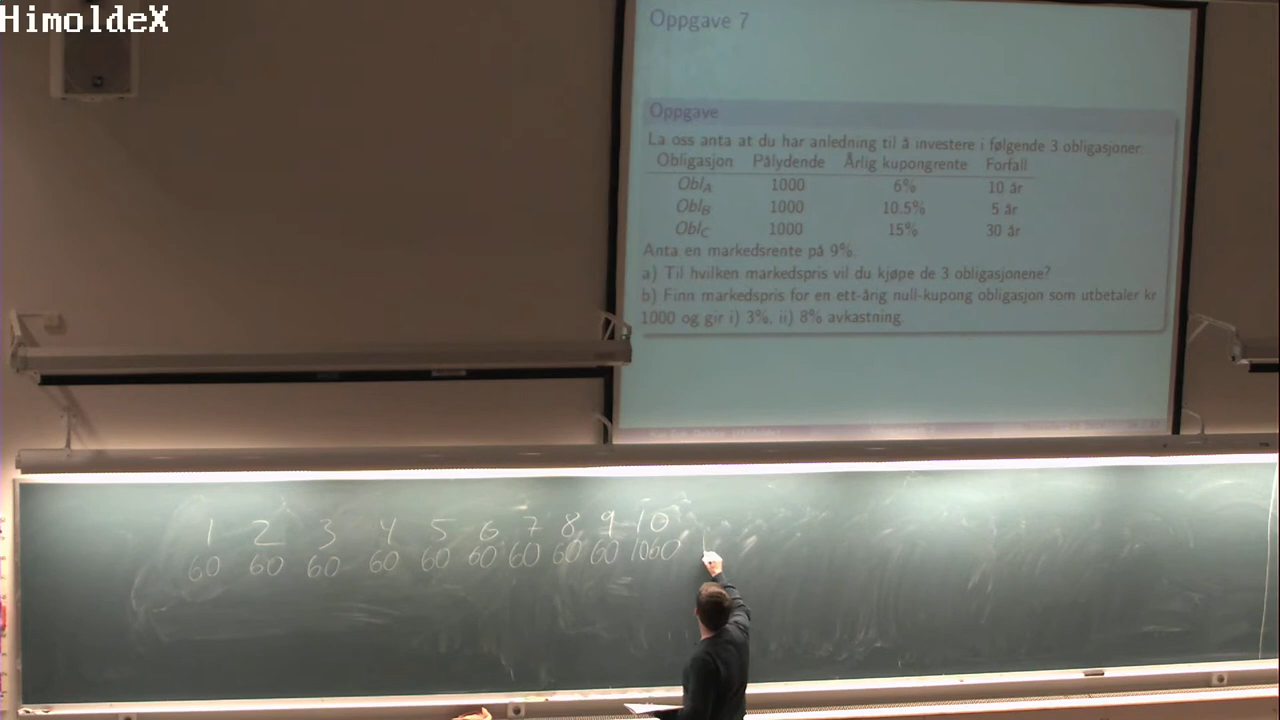 HimoldeX
Oppgave 7
Oppgave
La oss anta at du har anledning til å investere i følgende 3 obligasjoner:
Obligasjon Pålydende Årlig kupongrente Forfall
OblA 1000 6% 10 år
OblB 1000 10.5% 5 år
OblC 1000 15% 30 år
Anta en markedsrente på 9%.
a) Til hvilken markedspris vil du kjøpe de 3 obligasjonene?
b) Finn markedspris for en ett-årig null-kupong obligasjon som utbetaler kr
1000 og gir i) 3%, ii) 8% avkastning.
1 2 3 4 5 6 7 8 9 10
60 60 60 60 60 60 60 60 60 1060